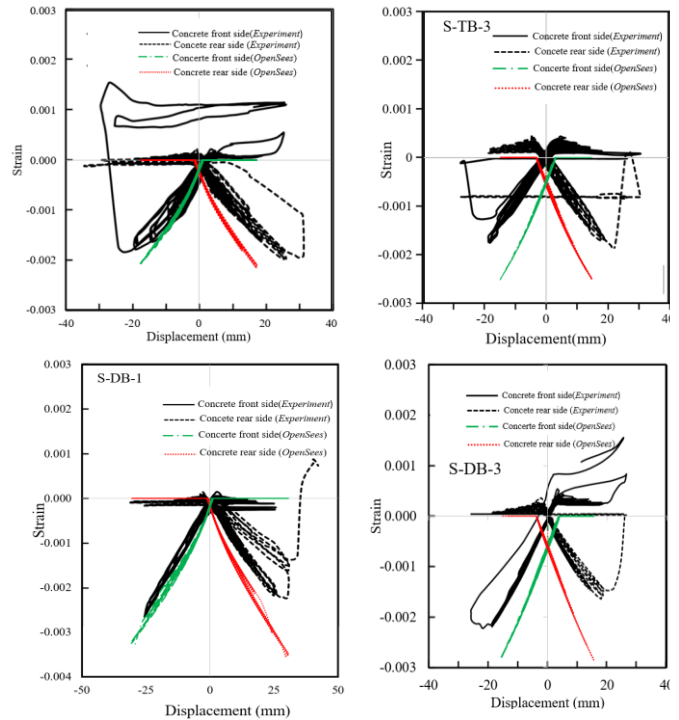 0.003
0.002
0.001
0.000
-0.001
-0.002
-0.003
Strain
Concrete front side(Experiment)
Concrete rear side (Experiment)
Concrete front side (OpenSees)
Concrete rear side (OpenSees)
-40
-20
0
20
40
Displacement (mm)
S-TB-3
0.003
0.002
0.001
0
-0.001
-0.002
-0.003
Strain
Concrete front side(Experiment)
Concrete rear side (Experiment)
Concrete front side (OpenSees)
Concrete rear side (OpenSees)
-40
-20
0
20
40
Displacement(mm)
S-DB-1
0.003
0.002
0.001
0.000
-0.001
-0.002
-0.003
-0.004
Strain
Concrete front side(Experiment)
Concrete rear side (Experiment)
Concerte front side(OpenSees)
Concrete rear side (OpenSees)
-50
-25
0
25
50
Displacement (mm)
S-DB-3
0.003
0.002
0.001
0.000
-0.001
-0.002
-0.003
Strain
Concrete front side(Experiment)
Concrete rear side (Experiment)
Concerte front side(OpenSees)
Concrete rear side (OpenSees)
-40
-20
0
20
40
Displacement (mm)